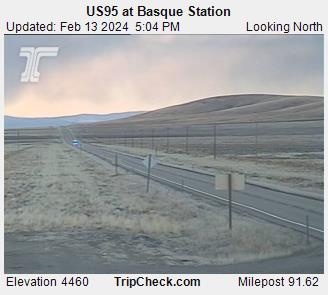 US95 at Basque Station
Updated: Feb 13 2024 5:04 PM Looking North
Elevation 4460 TripCheck.com Milepost 91.62